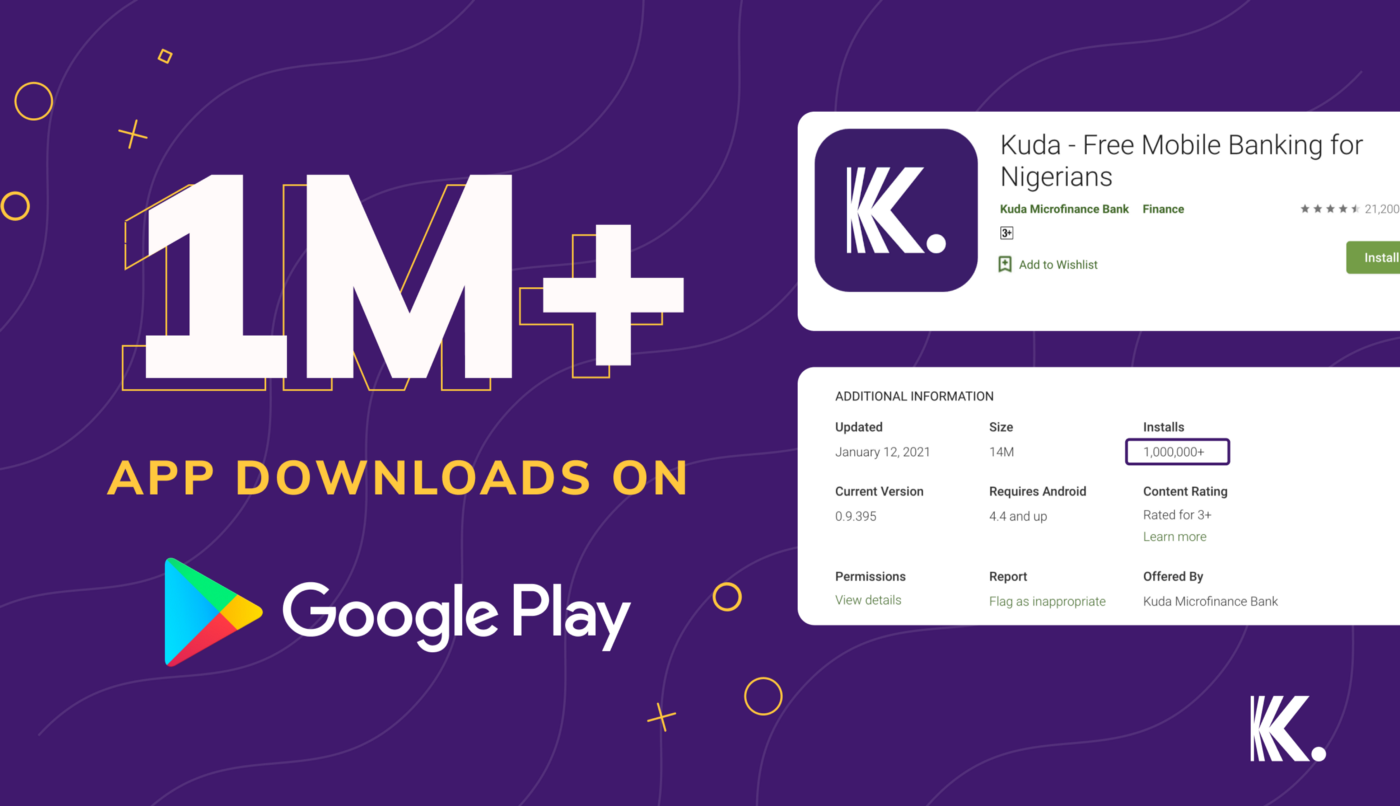 1M+
APP DOWNLOADS ON
Google Play
K.
Kuda - Free Mobile Banking for
Nigerians
Kuda Microfinance Bank Finance
21,200
3+
Add to Wishlist
Install
ADDITIONAL INFORMATION
Updated Size Installs
January 12, 2021 14M 1,000,000+
Current Version Requires Android Content Rating
0.9.395 4.4 and up Rated for 3+
Learn more
Permissions Report Offered By
View details Flag as inappropriate Kuda Microfinance Bank
K.